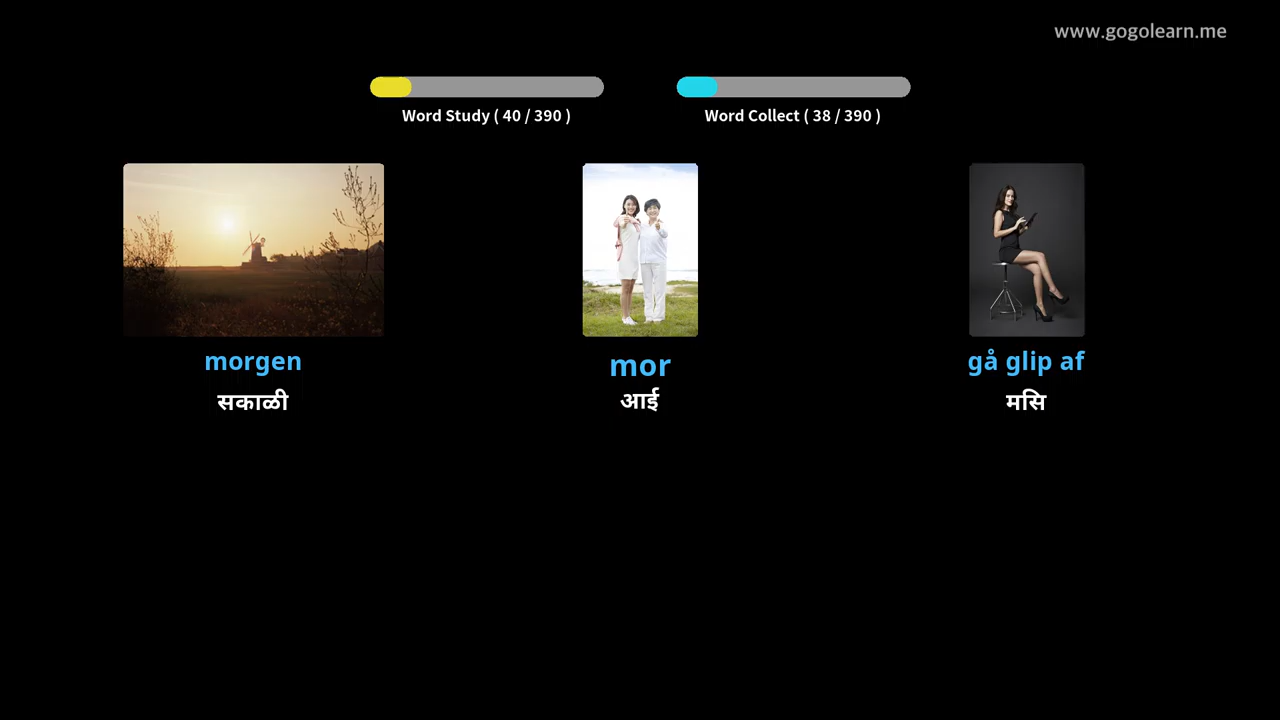 www.gogolearn.me
Word Study ( 40 / 390 )
Word Collect ( 38 / 390 )
morgen
mor
gå glip af
सकाळी
आई
मसि